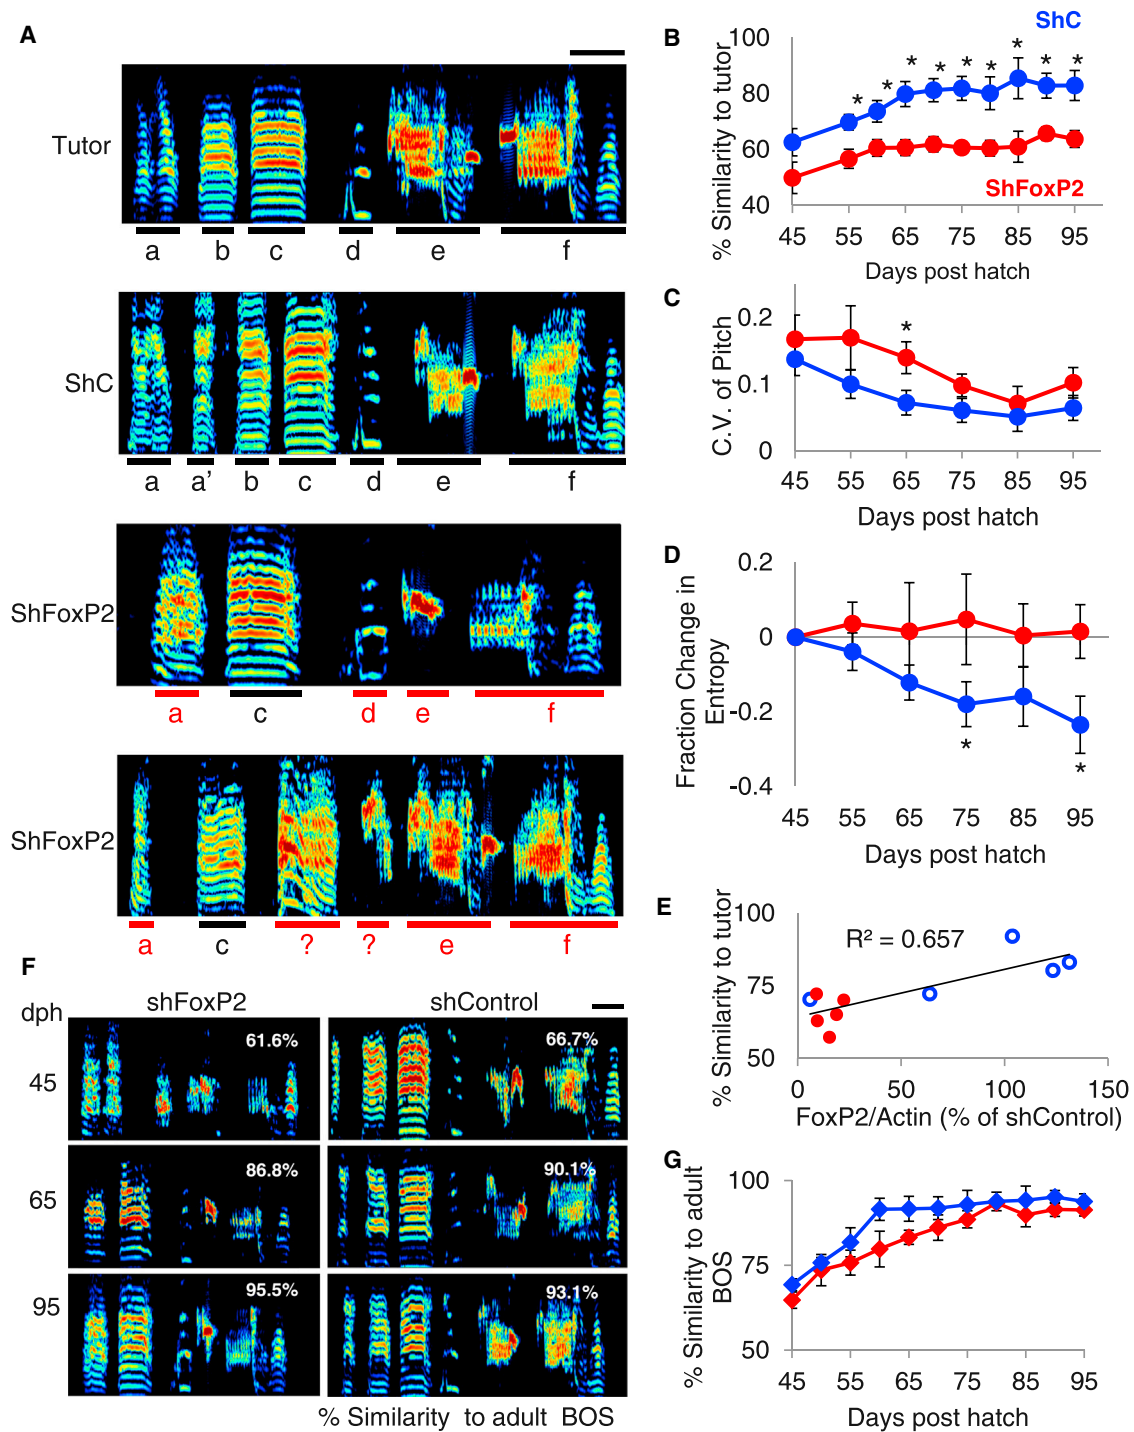 A
Tutor
a b c d e f
ShC
a a’ b c d e f
ShFoxP2
a c d e f
ShFoxP2
a c ? ? e f
B
ShC
% Similarity to tutor
100
80
60
40
* * * * * * * * *
ShFoxP2
45 55 65 75 85 95
Days post hatch
C
C.V. of Pitch
0.2
0.1
0
*
45 55 65 75 85 95
Days post hatch
D
Fraction Change in
Entropy
0.2
0
-0.2
-0.4
* *
45 55 65 75 85 95
Days post hatch
E
% Similarity to tutor
100
75
50
R² = 0.657
0 50 100 150
FoxP2/Actin (% of shControl)
F
shFoxP2 shControl
dph
45
61.6% 66.7%
65
86.8% 90.1%
95
95.5% 93.1%
% Similarity to adult BOS
G
% Similarity to adult
BOS
100
75
50
45 55 65 75 85 95
Days post hatch